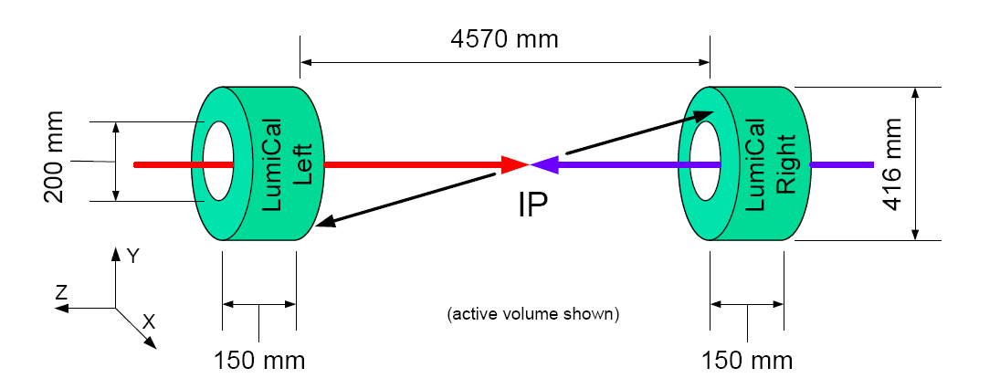 4570 mm
200 mm
LumiCal
Left
IP
LumiCal
Right
416 mm
Y
Z
X
(active volume shown)
150 mm
150 mm